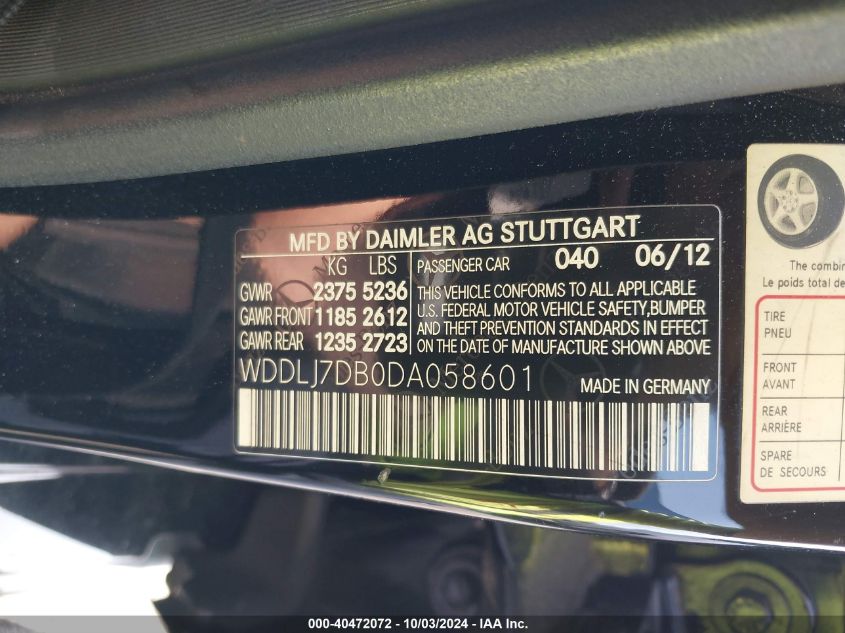 MFD BY DAIMLER AG STUTTGART
KG LBS PASSENGER CAR 040 06/12
GVWR 2375 5236
GAWR FRONT 1185 2612
GAWR REAR 1235 2723
THIS VEHICLE CONFORMS TO ALL APPLICABLE
U.S. FEDERAL MOTOR VEHICLE SAFETY,BUMPER
AND THEFT PREVENTION STANDARDS IN EFFECT
ON THE DATE OF MANUFACTURE SHOWN ABOVE
WDDLJ7DB0DA058601 MADE IN GERMANY
The combin
Le poids total de
TIRE
PNEU
FRONT
AVANT
REAR
ARRIÈRE
SPARE
DE SECOURS
000-40472072 - 10/03/2024 - IAA Inc.